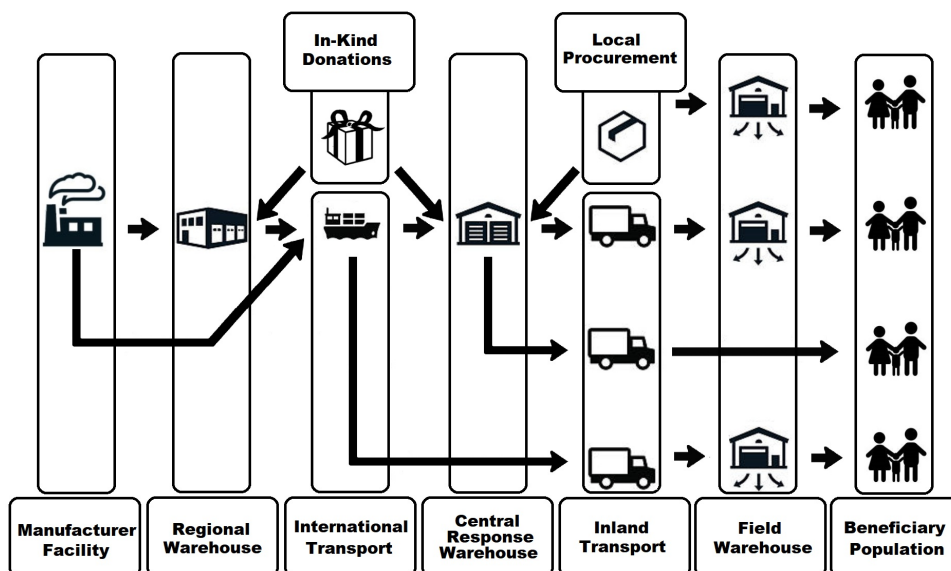 In-Kind
Donations
Local
Procurement
Manufacturer
Facility
Regional
Warehouse
International
Transport
Central
Response
Warehouse
Inland
Transport
Field
Warehouse
Beneficiary
Population